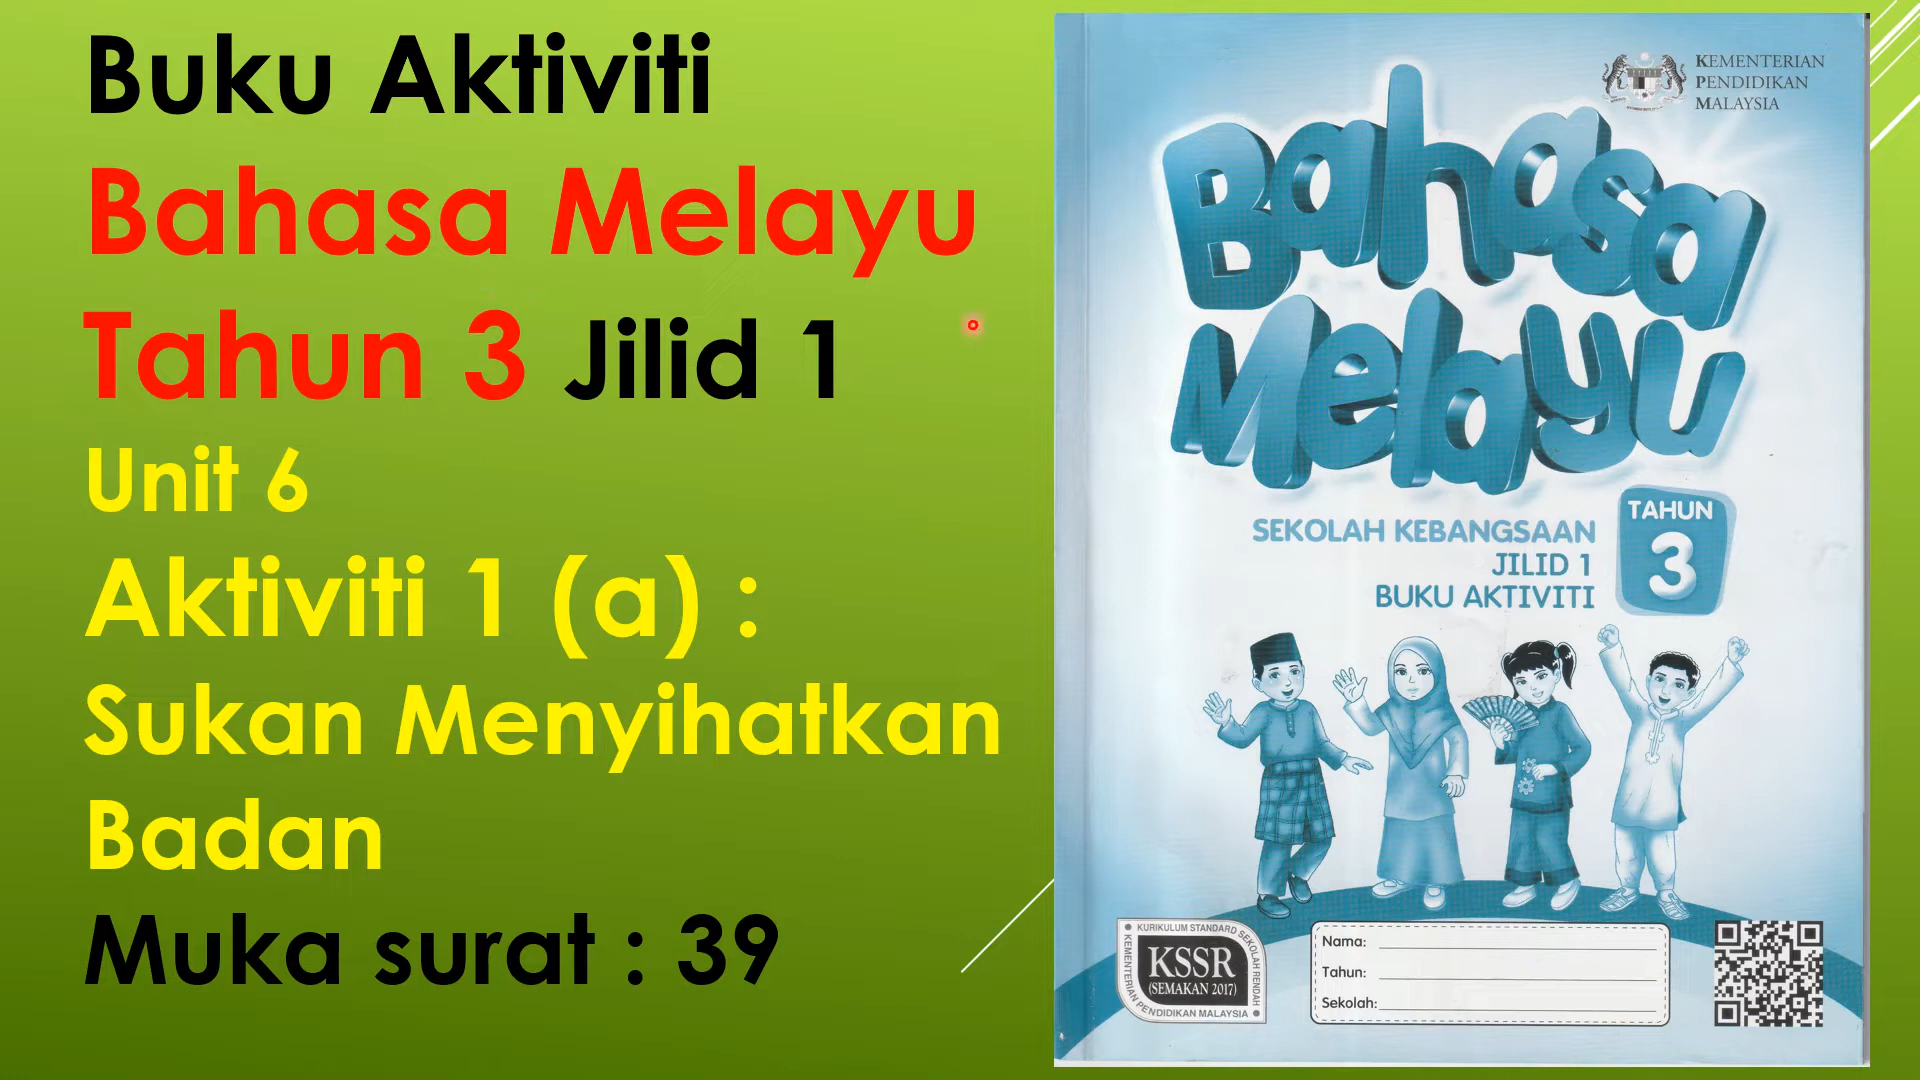 Buku Aktiviti
Bahasa Melayu
Tahun 3 Jilid 1
Unit 6
Aktiviti 1 (a) :
Sukan Menyihatkan
Badan
Muka surat : 39
KEMENTERIAN
PENDIDIKAN
MALAYSIA
Bahasa
Melayu
TAHUN
3
SEKOLAH KEBANGSAAN
JILID 1
BUKU AKTIVITI
KURIKULUM STANDARD SEKOLAH RENDAH
KSSR
(SEMAKAN 2017)
KEMENTERIAN PENDIDIKAN MALAYSIA
Nama:
Tahun:
Sekolah: